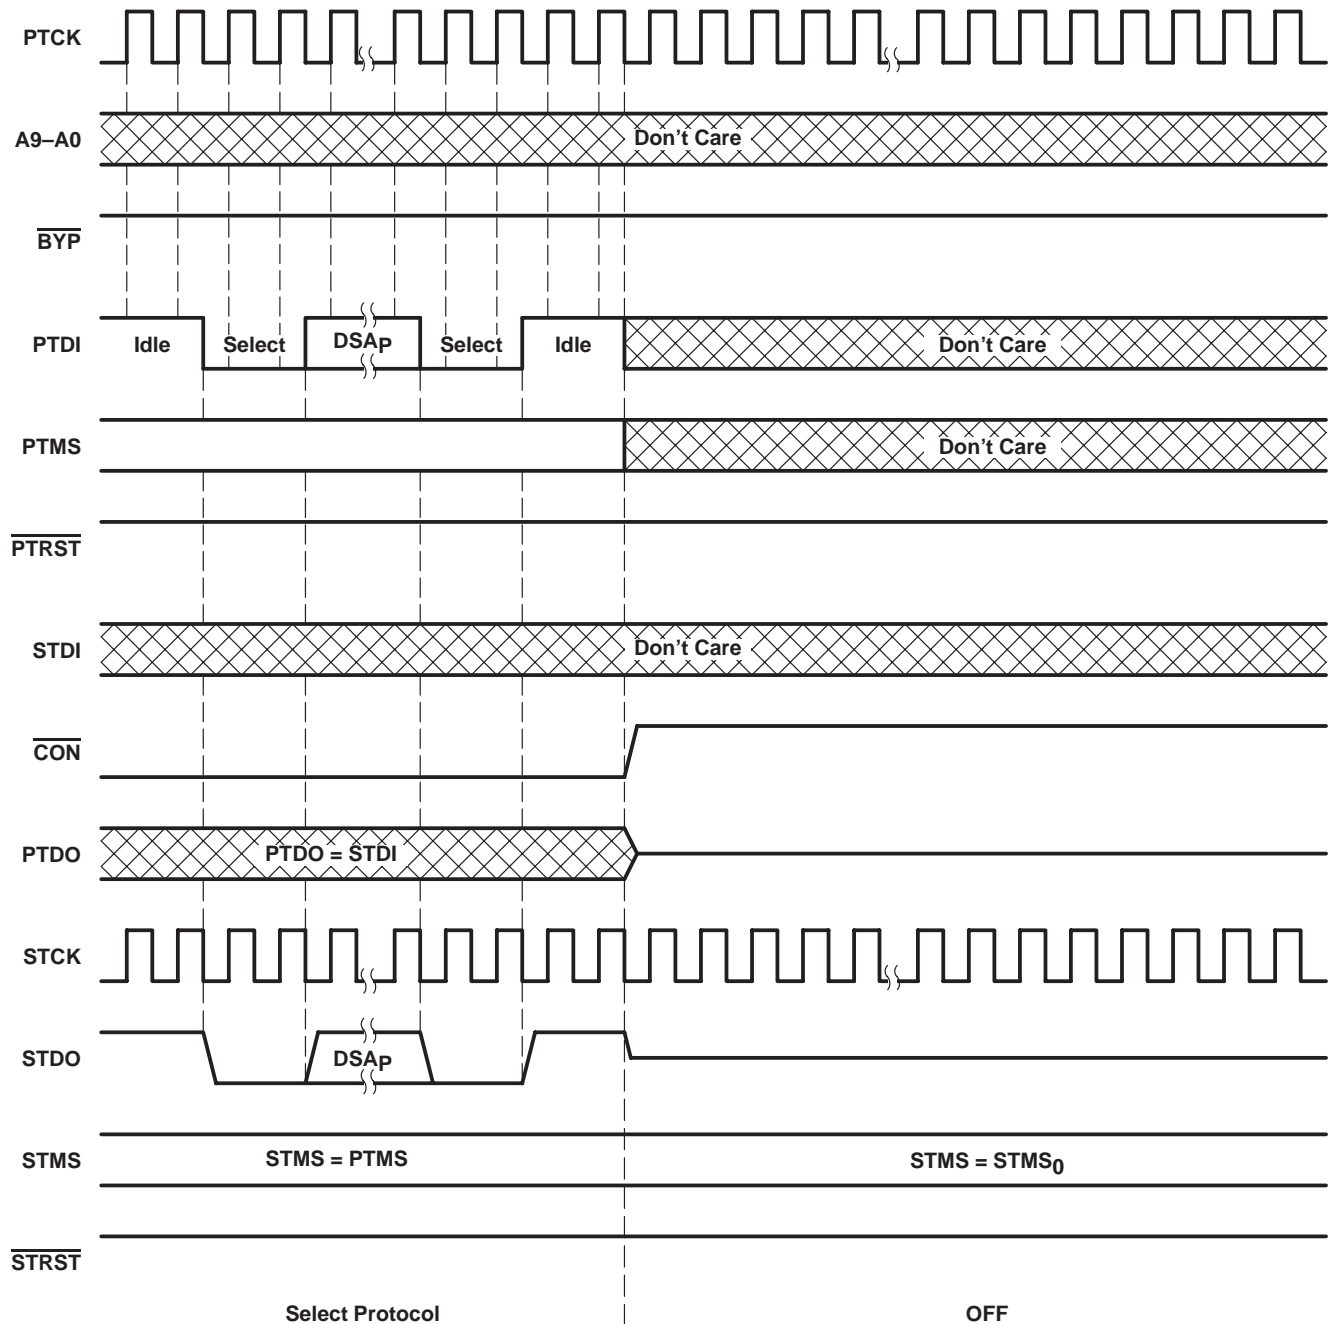 PTCK
A9–A0
Don't Care
BYP
PTDI
Idle
Select
DSAP
Select
Idle
Don't Care
PTMS
Don't Care
PTRST
STDI
Don't Care
CON
PTDO
PTDO = STDI
STCK
STDO
DSAP
STMS
STMS = PTMS
STMS = STMS0
STRST
Select Protocol
OFF